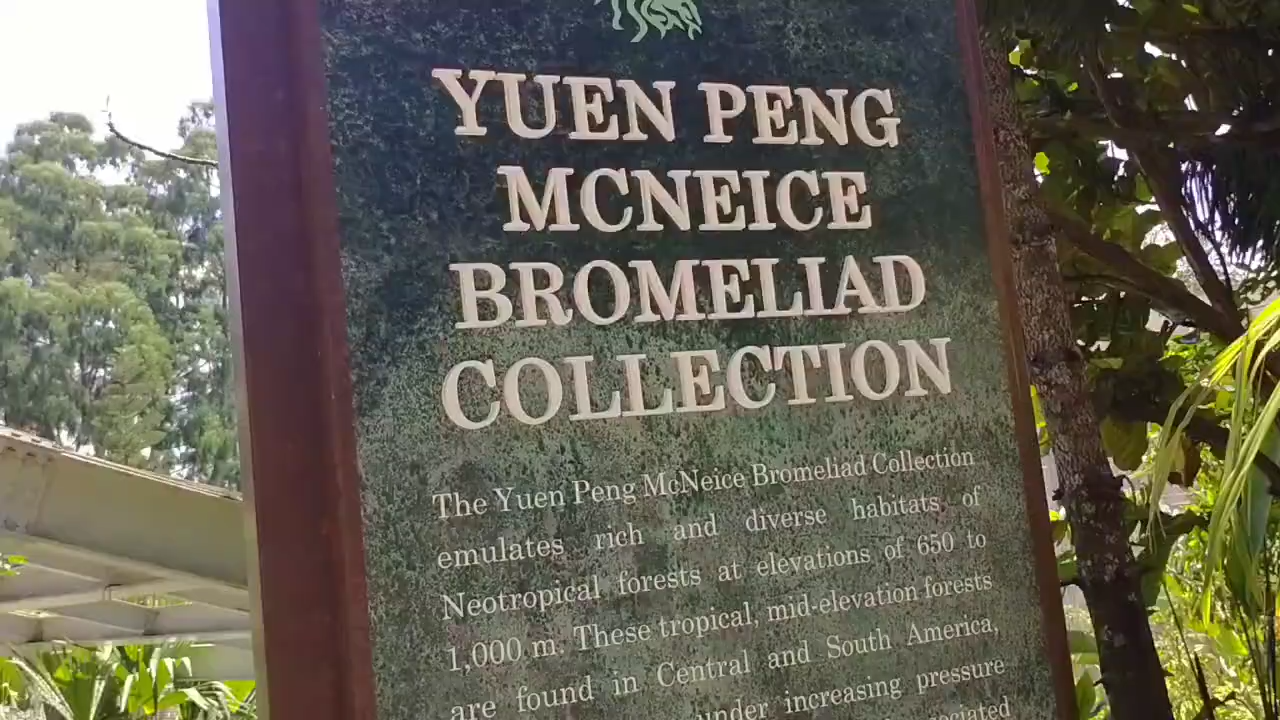 YUEN PENG
MCNEICE
BROMELIAD
COLLECTION
The Yuen Peng McNeice Bromeliad Collection
emulates rich and diverse habitats of
Neotropical forests at elevations of 650 to
1,000 m. These tropical, mid-elevation forests
are found in Central and South America,
under increasing pressure